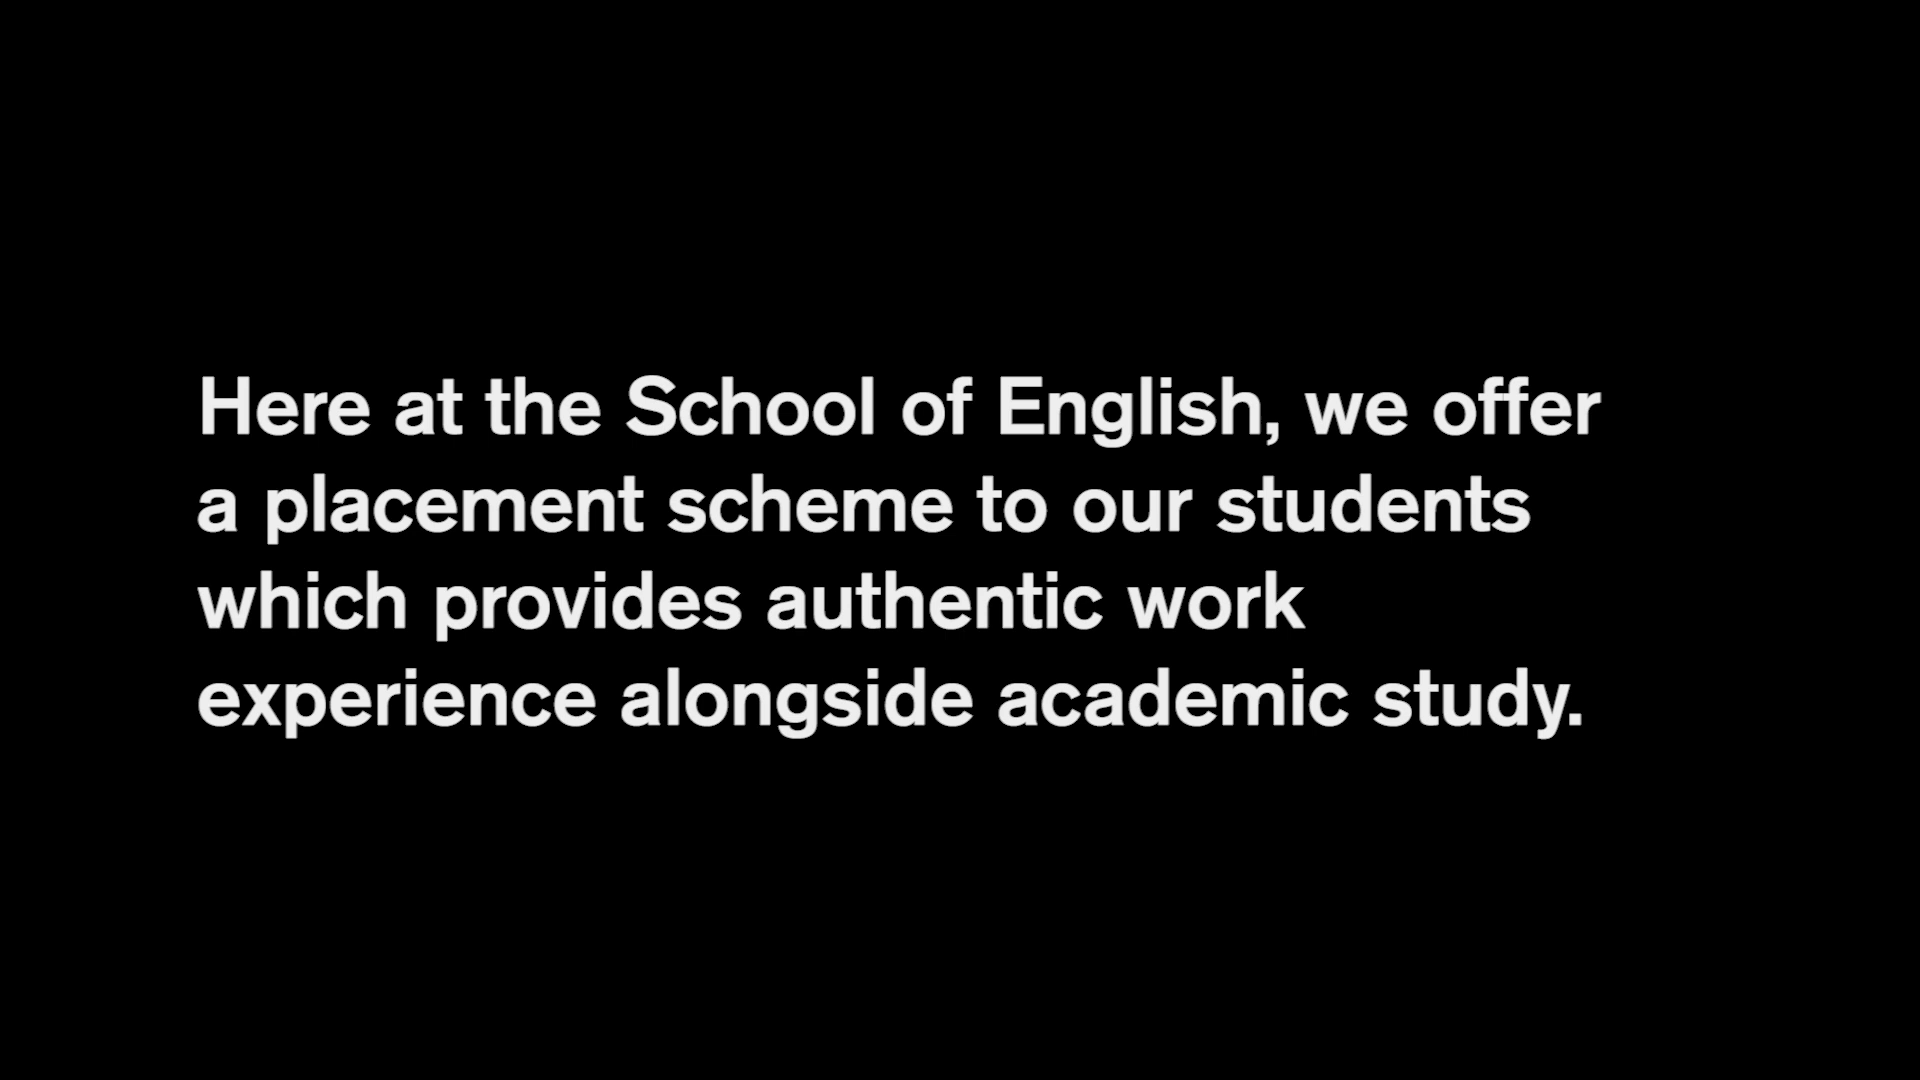 Here at the School of English, we offer
a placement scheme to our students
which provides authentic work
experience alongside academic study.